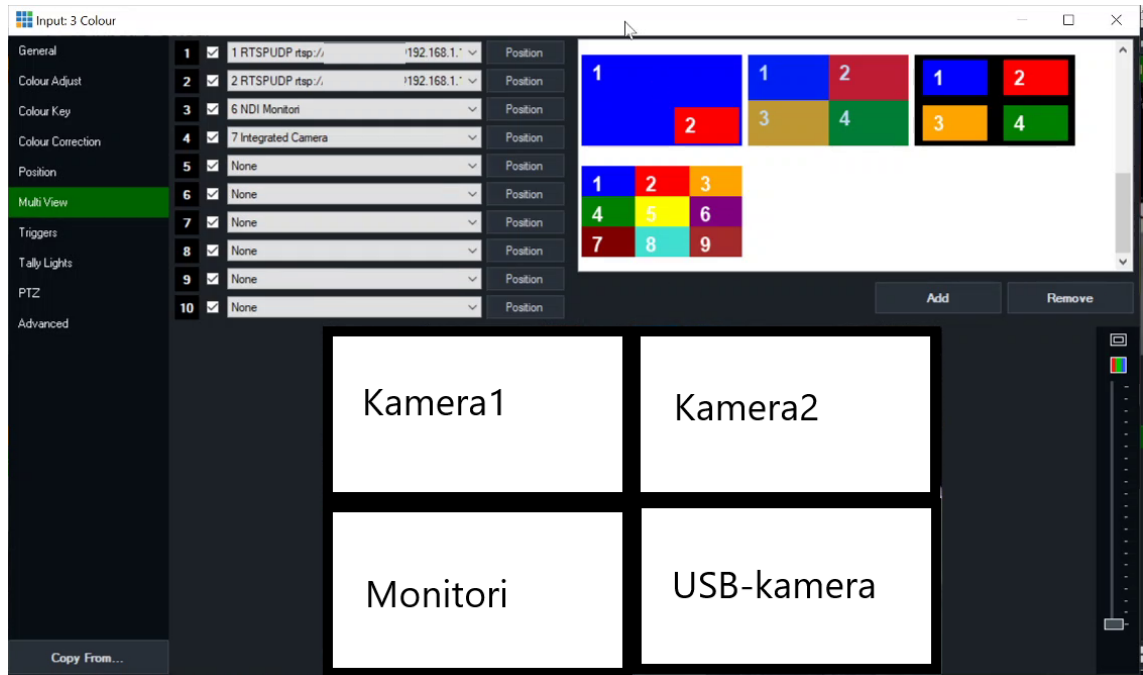 Input: 3 Colour
General
Colour Adjust
Colour Key
Colour Correction
Position
Multi View
Triggers
Tally Lights
PTZ
Advanced
Copy From...
1 1 RTSPUDP rtsp:/ 192.168.1. Position
2 2 RTSPUDP rtsp:/ 192.168.1. Position
3 6 NDI Monitori Position
4 7 Integrated Camera Position
5 None Position
6 None Position
7 None Position
8 None Position
9 None Position
10 None Position
1 2
1 2
3 4
1 2
3 4
1 2 3
4 5 6
7 8 9
Add Remove
Kamera1
Kamera2
Monitori
USB-kamera